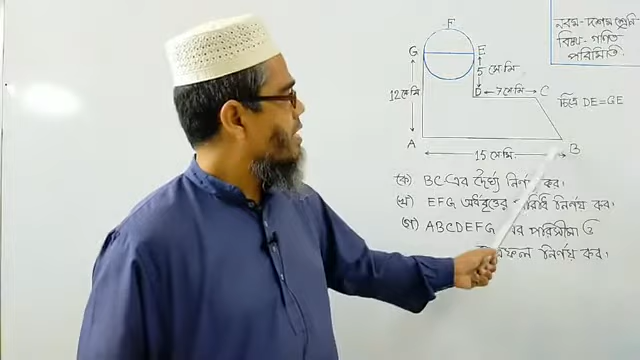 নবম-দশম শ্রেনি
বিষয়- গণিত
পরিমিতি
F
G
E
5 সে.মি
12 সে মি
D
7 সে মি
C
চিত্রে DE=GE
A
B
15 সে.মি
(ক) BC এর দৈর্ঘ্য নির্ণয় কর।
(খ) EFG অর্ধবৃত্তের পরিধি নির্ণয় কর।
(গ) ABCDEFG এর পরিসীমা ও
নির্ণয় কর।